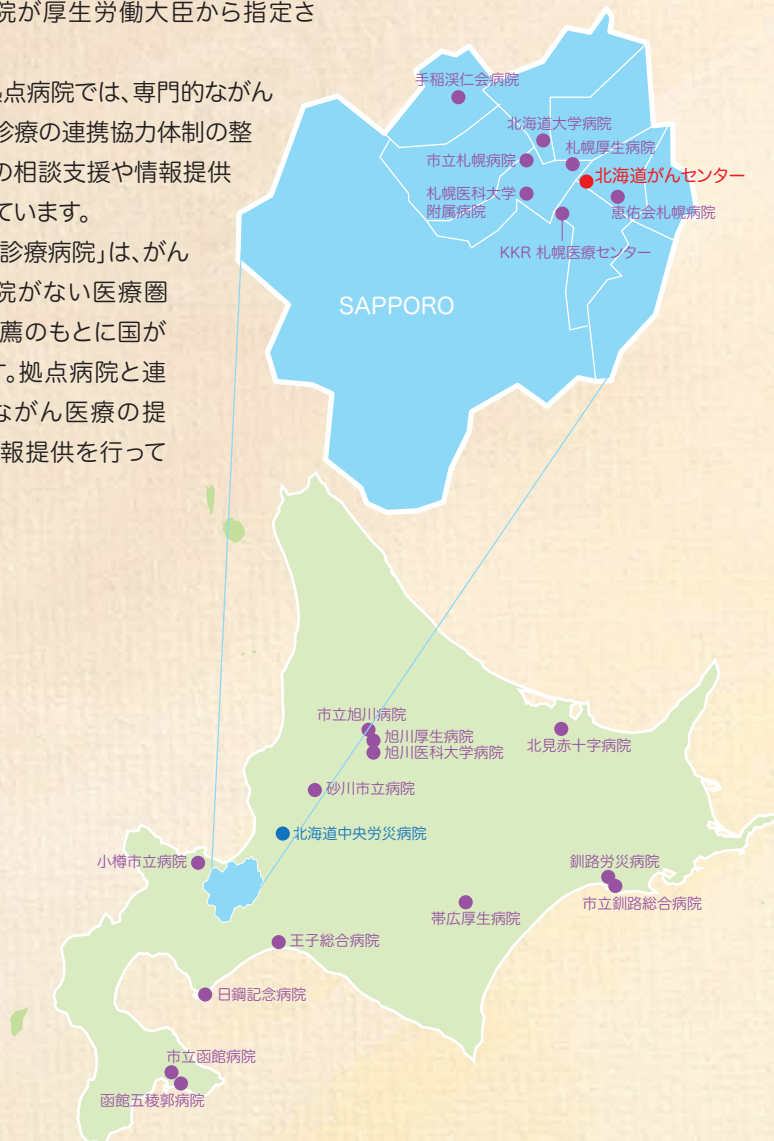 院が厚生労働大臣から指定さ
拠点病院では、専門的ながん
診療の連携協力体制の整
の相談支援や情報提供
ています。
診療病院」は、がん
院がない医療圏
薦のもとに国が
す。拠点病院と連
ながん医療の提
報提供を行って
手稲渓仁会病院
北海道大学病院
市立札幌病院
札幌厚生病院
北海道がんセンター
札幌医科大学
附属病院
恵佑会札幌病院
KKR 札幌医療センター
SAPPORO
市立旭川病院
旭川厚生病院
旭川医科大学病院
北見赤十字病院
砂川市立病院
北海道中央労災病院
小樽市立病院
釧路労災病院
市立釧路総合病院
帯広厚生病院
王子総合病院
日鋼記念病院
市立函館病院
函館五稜郭病院